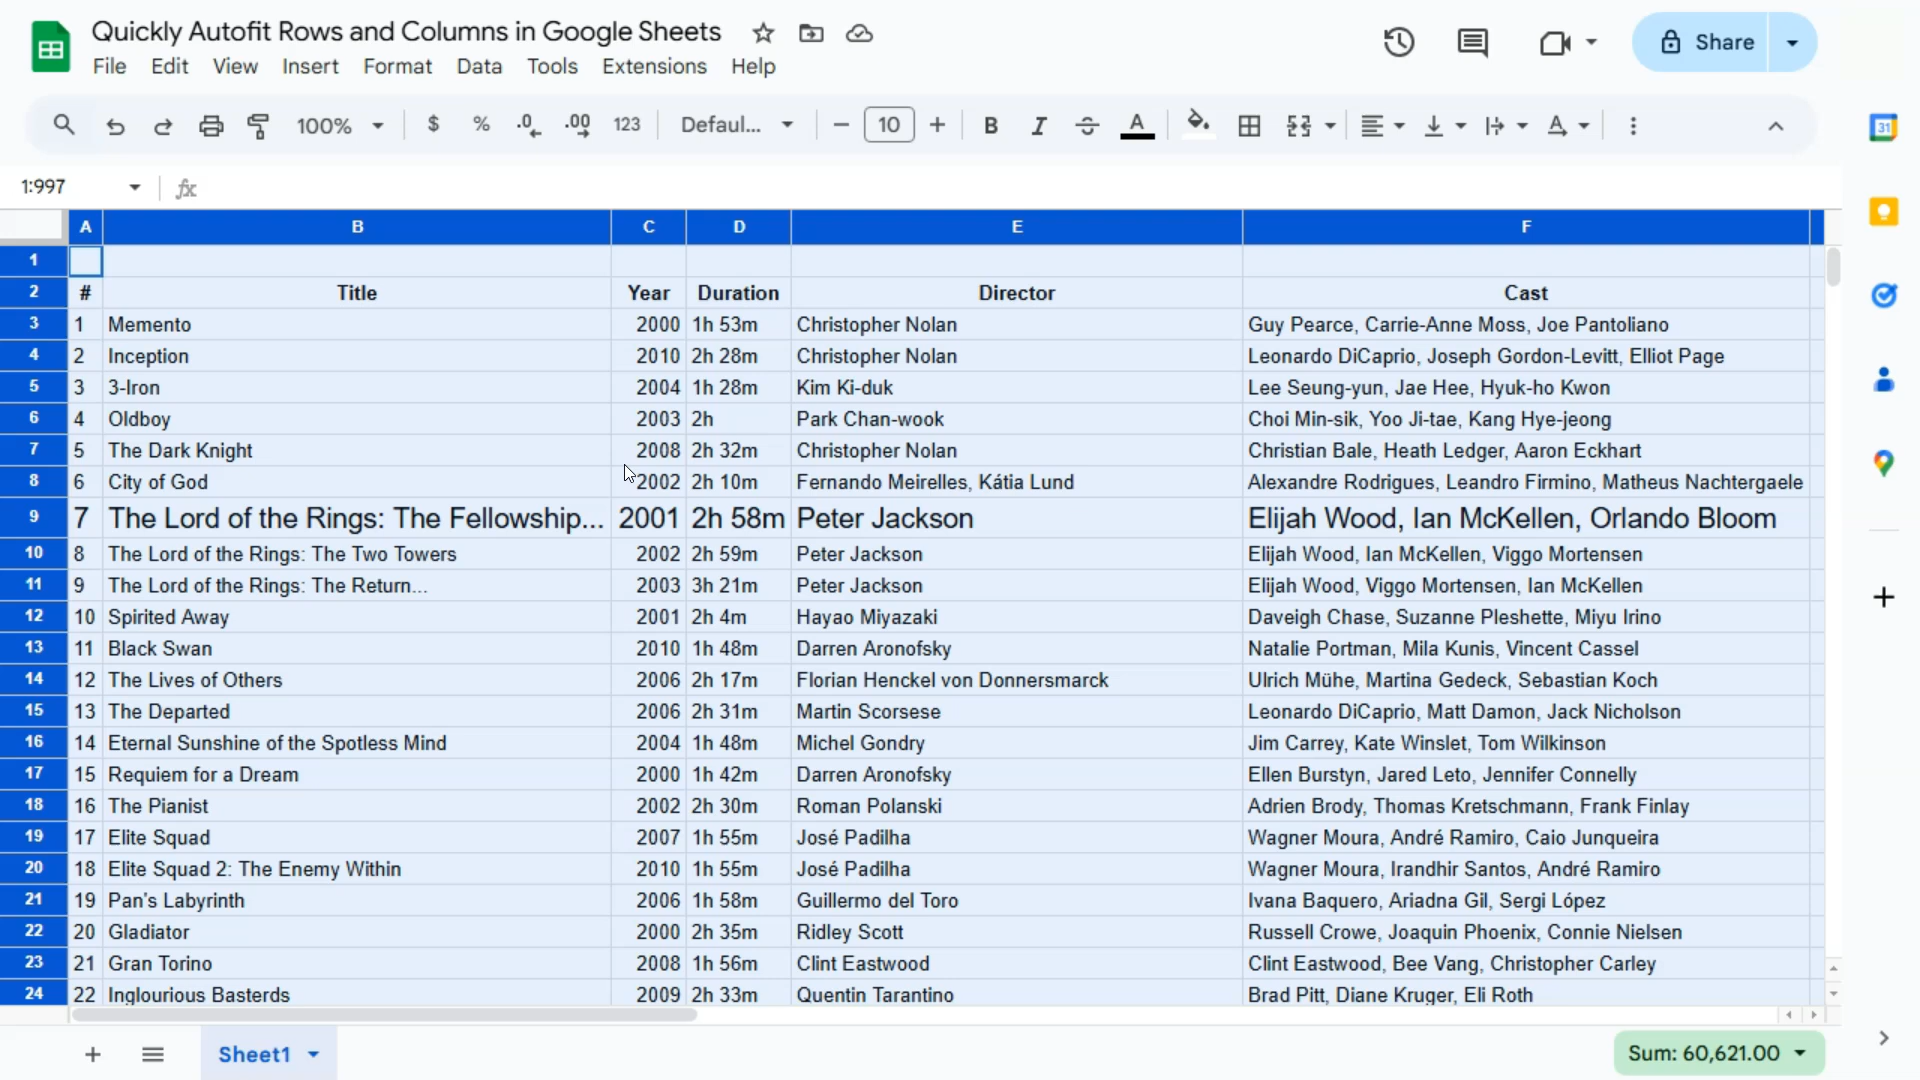 Quickly Autofit Rows and Columns in Google Sheets
File Edit View Insert Format Data Tools Extensions Help
Share
100% $ % .0 .00 123 Defaul... 10 B I A A
31
1:997 fx
A B C D E F
1
2 # Title Year Duration Director Cast
3 1 Memento 2000 1h 53m Christopher Nolan Guy Pearce, Carrie-Anne Moss, Joe Pantoliano
4 2 Inception 2010 2h 28m Christopher Nolan Leonardo DiCaprio, Joseph Gordon-Levitt, Elliot Page
5 3 3-Iron 2004 1h 28m Kim Ki-duk Lee Seung-yun, Jae Hee, Hyuk-ho Kwon
6 4 Oldboy 2003 2h Park Chan-wook Choi Min-sik, Yoo Ji-tae, Kang Hye-jeong
7 5 The Dark Knight 2008 2h 32m Christopher Nolan Christian Bale, Heath Ledger, Aaron Eckhart
8 6 City of God 2002 2h 10m Fernando Meirelles, Kátia Lund Alexandre Rodrigues, Leandro Firmino, Matheus Nachtergaele
9 7 The Lord of the Rings: The Fellowship... 2001 2h 58m Peter Jackson Elijah Wood, Ian McKellen, Orlando Bloom
10 8 The Lord of the Rings: The Two Towers 2002 2h 59m Peter Jackson Elijah Wood, Ian McKellen, Viggo Mortensen
11 9 The Lord of the Rings: The Return... 2003 3h 21m Peter Jackson Elijah Wood, Viggo Mortensen, Ian McKellen
12 10 Spirited Away 2001 2h 4m Hayao Miyazaki Daveigh Chase, Suzanne Pleshette, Miyu Irino
13 11 Black Swan 2010 1h 48m Darren Aronofsky Natalie Portman, Mila Kunis, Vincent Cassel
14 12 The Lives of Others 2006 2h 17m Florian Henckel von Donnersmarck Ulrich Mühe, Martina Gedeck, Sebastian Koch
15 13 The Departed 2006 2h 31m Martin Scorsese Leonardo DiCaprio, Matt Damon, Jack Nicholson
16 14 Eternal Sunshine of the Spotless Mind 2004 1h 48m Michel Gondry Jim Carrey, Kate Winslet, Tom Wilkinson
17 15 Requiem for a Dream 2000 1h 42m Darren Aronofsky Ellen Burstyn, Jared Leto, Jennifer Connelly
18 16 The Pianist 2002 2h 30m Roman Polanski Adrien Brody, Thomas Kretschmann, Frank Finlay
19 17 Elite Squad 2007 1h 55m José Padilha Wagner Moura, André Ramiro, Caio Junqueira
20 18 Elite Squad 2: The Enemy Within 2010 1h 55m José Padilha Wagner Moura, Irandhir Santos, André Ramiro
21 19 Pan's Labyrinth 2006 1h 58m Guillermo del Toro Ivana Baquero, Ariadna Gil, Sergi López
22 20 Gladiator 2000 2h 35m Ridley Scott Russell Crowe, Joaquin Phoenix, Connie Nielsen
23 21 Gran Torino 2008 1h 56m Clint Eastwood Clint Eastwood, Bee Vang, Christopher Carley
24 22 Inglourious Basterds 2009 2h 33m Quentin Tarantino Brad Pitt, Diane Kruger, Eli Roth
Sheet1 Sum: 60,621.00